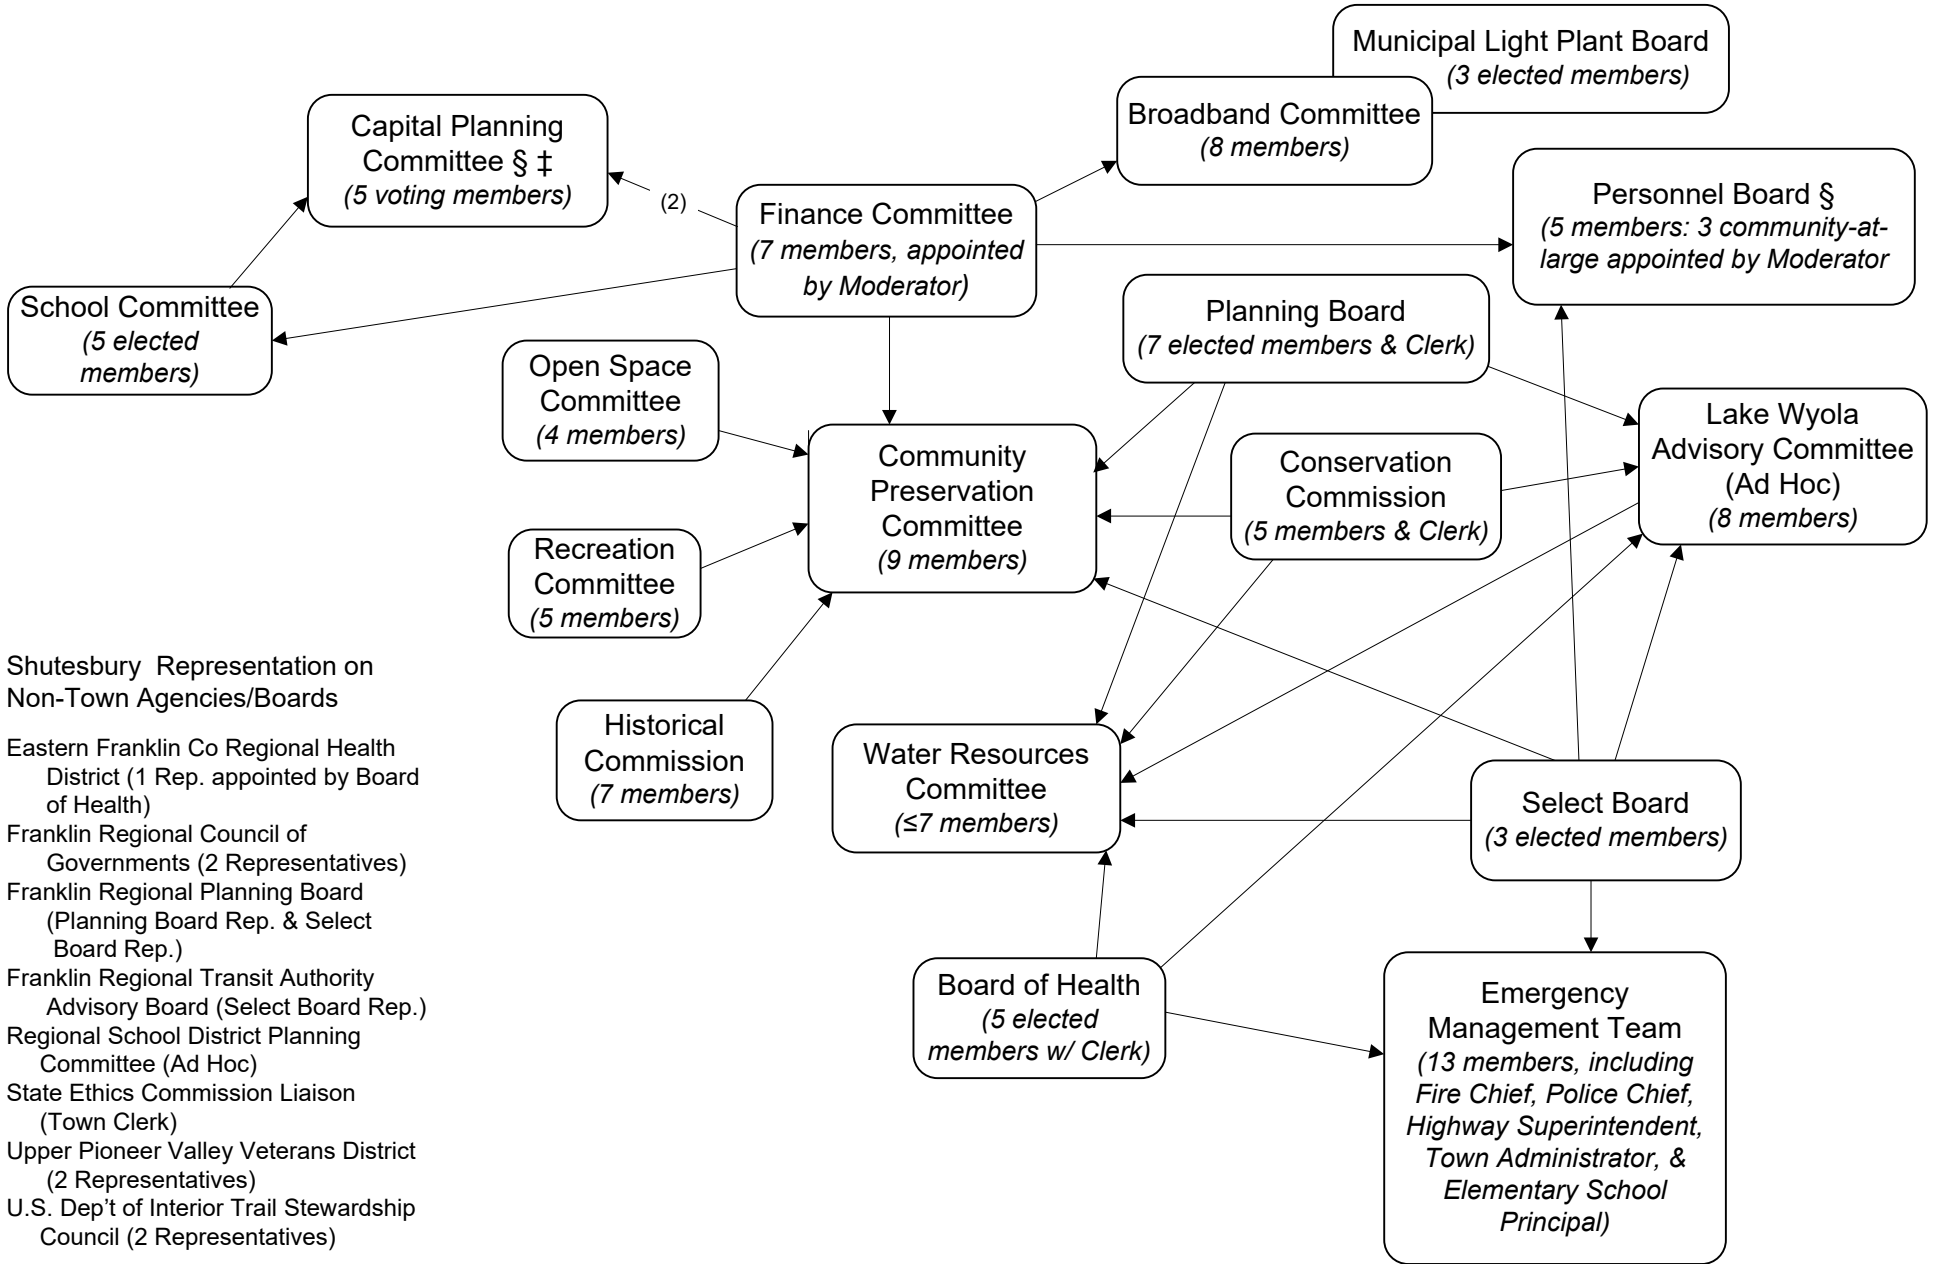 Municipal Light Plant Board
(3 elected members)
Broadband Committee
(8 members)
Capital Planning
Committee § ‡
(5 voting members)
(2)
Finance Committee
(7 members, appointed
by Moderator)
Personnel Board §
(5 members: 3 community-at-
large appointed by Moderator
School Committee
(5 elected
members)
Planning Board
(7 elected members & Clerk)
Open Space
Committee
(4 members)
Lake Wyola
Advisory Committee
(Ad Hoc)
(8 members)
Community
Preservation
Committee
(9 members)
Conservation
Commission
(5 members & Clerk)
Recreation
Committee
(5 members)
Historical
Commission
(7 members)
Water Resources
Committee
(≤7 members)
Select Board
(3 elected members)
Board of Health
(5 elected
members w/ Clerk)
Emergency
Management Team
(13 members, including
Fire Chief, Police Chief,
Highway Superintendent,
Town Administrator, &
Elementary School
Principal)
Shutesbury  Representation on
Non-Town Agencies/Boards
Eastern Franklin Co Regional Health
District (1 Rep. appointed by Board
of Health)
Franklin Regional Council of
Governments (2 Representatives)
Franklin Regional Planning Board
(Planning Board Rep. & Select
Board Rep.)
Franklin Regional Transit Authority
Advisory Board (Select Board Rep.)
Regional School District Planning
Committee (Ad Hoc)
State Ethics Commission Liaison
(Town Clerk)
Upper Pioneer Valley Veterans District
(2 Representatives)
U.S. Dep’t of Interior Trail Stewardship
Council (2 Representatives)